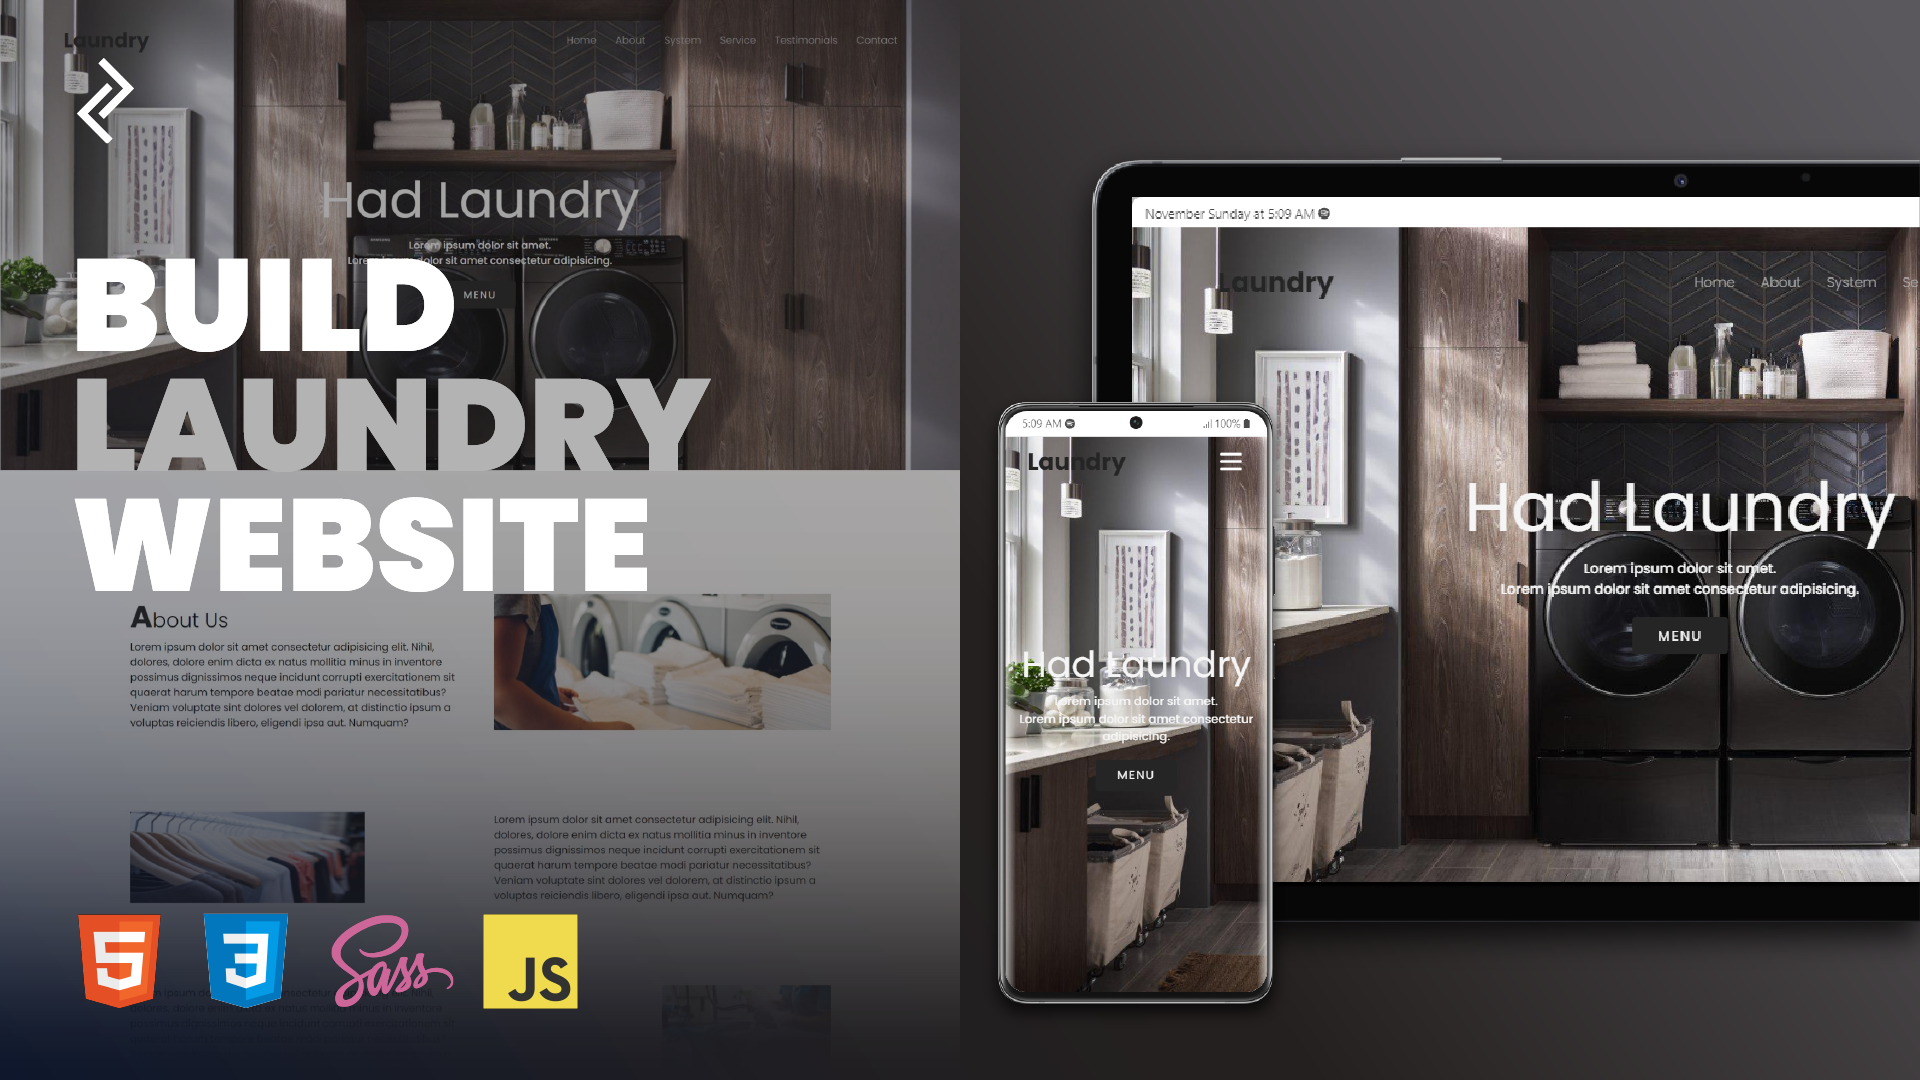 Laundry
Home About System Service Testimonials Contact
Had Laundry
Lorem ipsum dolor sit amet.
Lorem dolor sit amet consectetur adipisicing.
MENU
BUILD
LAUNDRY
WEBSITE
About Us
Lorem ipsum dolor sit amet consectetur adipisicing elit. Nihil,
dolores, dolore enim dicta ex natus mollitia minus in inventore
possimus dignissimos neque incidunt corrupti exercitationem sit
quaerat harum tempore beatae modi pariatur necessitatibus?
Veniam voluptate sint dolores vel dolorem, at distinctio ipsum a
voluptas reiciendis libero, eligendi ipsa aut. Numquam?
Lorem ipsum dolor sit amet consectetur adipisicing elit. Nihil,
dolores, dolore enim dicta ex natus mollitia minus in inventore
possimus dignissimos neque incidunt corrupti exercitationem sit
quaerat harum tempore beatae modi pariatur necessitatibus?
Veniam voluptate sint dolores vel dolorem, at distinctio ipsum a
voluptas reiciendis libero, eligendi ipsa aut. Numquam?
5 3 Sass JS
November Sunday at 5:09 AM
Laundry
Home About System Se
Had Laundry
Lorem ipsum dolor sit amet.
Lorem ipsum dolor sit amet consectetur adipisicing.
MENU
5:09 AM 100%
Laundry
Had Laundry
Lorem ipsum dolor sit amet.
Lorem ipsum dolor sit amet consectetur
adipisicing.
MENU